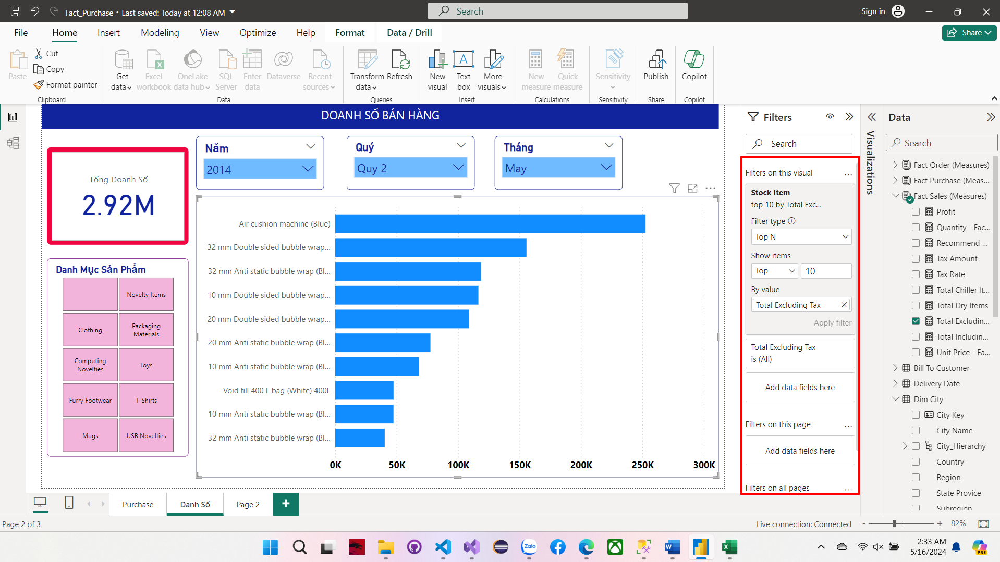 Fact_Purchase • Last saved: Today at 12:08 AM
Search
Sign in
File
Home
Insert
Modeling
View
Optimize
Help
Format
Data / Drill
Share
Paste
Cut
Copy
Format painter
Clipboard
Get
data
Excel
workbook
OneLake
data hub
SQL
Server
Enter
data
Dataverse
Recent
sources
Data
Transform
data
Refresh
Queries
New
visual
Text
box
More
visuals
Insert
New
measure
Quick
measure
Calculations
Sensitivity
Sensitivity
Publish
Share
Copilot
Copilot
DOANH SỐ BÁN HÀNG
Tổng Doanh Số
2.92M
Năm
2014
Quý
Quy 2
Tháng
May
Danh Mục Sản Phẩm
Novelty Items
Clothing
Packaging
Materials
Computing
Novelties
Toys
Furry Footwear
T-Shirts
Mugs
USB Novelties
Air cushion machine (Blue)
32 mm Double sided bubble wrap...
32 mm Anti static bubble wrap (Bl...
10 mm Double sided bubble wrap...
20 mm Double sided bubble wrap...
20 mm Anti static bubble wrap (Bl...
10 mm Anti static bubble wrap (Bl...
Void fill 400 L bag (White) 400L
10 mm Anti static bubble wrap (Bl...
32 mm Anti static bubble wrap (Bl...
0K
50K
100K
150K
200K
250K
300K
Filters
Search
Filters on this visual
Stock Item
top 10 by Total Exc...
Filter type
Top N
Show items
Top
10
By value
Total Excluding Tax
Apply filter
Total Excluding Tax
is (All)
Add data fields here
Filters on this page
Add data fields here
Filters on all pages
Visualizations
Data
Search
Fact Order (Measures)
Fact Purchase (Meas...
Fact Sales (Measures)
Profit
Quantity - Fac...
Recommend ...
Tax Amount
Tax Rate
Total Chiller It...
Total Dry Items
Total Excludin...
Total Includin...
Unit Price - Fa...
Bill To Customer
Delivery Date
Dim City
City Key
City Name
City_Hierarchy
Country
Region
State Provice
Subregion
Purchase
Danh Số
Page 2
Page 2 of 3
Live connection: Connected
82%
Zalo
2:33 AM
5/16/2024
PRE